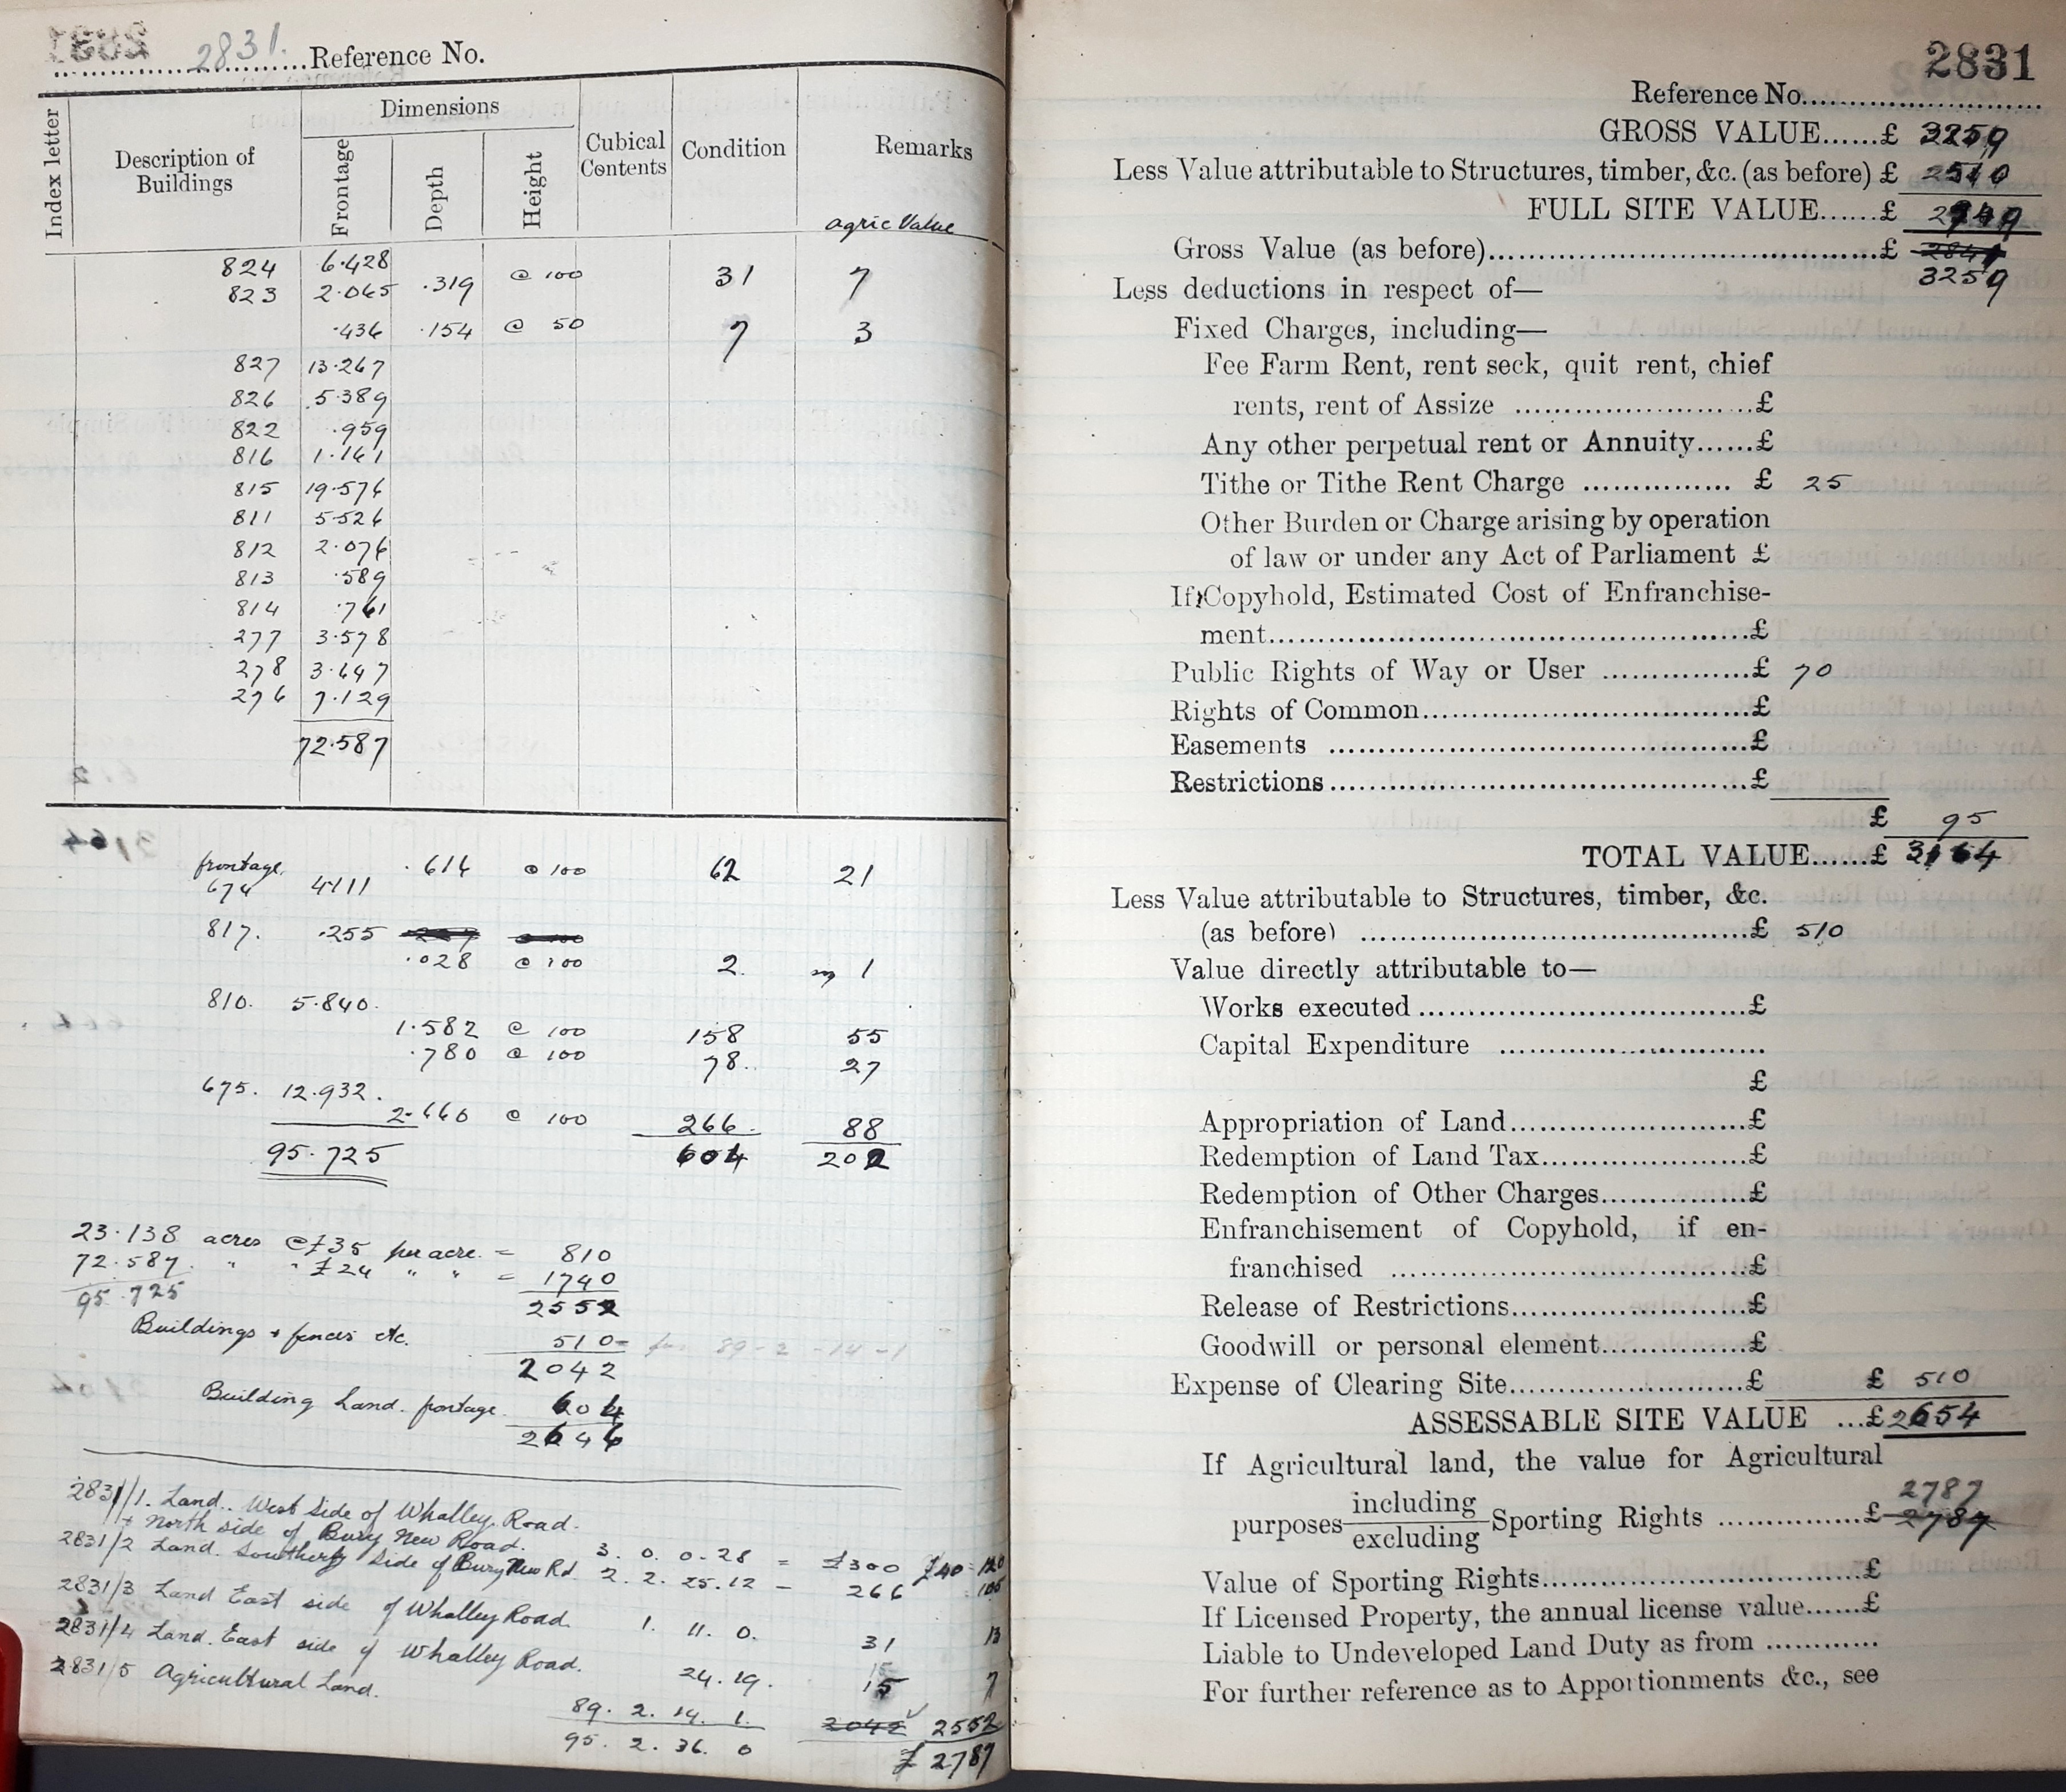 2831. Reference No.
Index letter
Description of Buildings
Dimensions
Frontage
Depth
Height
Cubical Contents
Condition
Remarks
agric Value
824 6.428
823 2.065 .319 @ 100 31 7
.436 .154 @ 50 7 3
827 13.267
826 5.389
822 .959
816 1.161
815 19.576
811 5.526
812 2.076
813 .589
814 .761
277 3.578
278 3.647
276 7.129
72.587
frontage. .614 @ 100 62 21
674 4.111
817. .255
.028 @ 100 2. 1
810. 5.840.
1.582 @ 100 158 55
.780 @ 100 78. 27
675. 12.932.
2.660 @ 100 266. 88
95.725 604 202
23.138 acres @ £35 per acre. = 810
72.587. " " £24 " " = 1740
95.725 2552
Buildings + fences etc. 510 = for 89-2-14-1
2042
Building Land. frontage. 604
2646
2831/1. Land.. West Side of Whalley Road.
+ North side of Bury New Road. 3. 0. 0.28 = £300 £40 = 120
2831/2 Land. Southerly side of Bury New Rd. 2. 2. 25.12 - 266 105
2831/3 Land East side of Whalley Road. 1. 11. 0. 31 13
2831/4 Land. East side of Whalley Road. 24. 19. 15 7
2831/5 Agricultural Land. 89. 2. 14. 1. 2042 2552
95. 2. 36. 0 £2787
2831
Reference No..........
GROSS VALUE......£ 3259
Less Value attributable to Structures, timber, &c. (as before) £ 510
FULL SITE VALUE......£ 2749
Gross Value (as before)..........£
3259
Less deductions in respect of—
Fixed Charges, including—
Fee Farm Rent, rent seck, quit rent, chief
rents, rent of Assize ..........£
Any other perpetual rent or Annuity......£
Tithe or Tithe Rent Charge .......... £ 25
Other Burden or Charge arising by operation
of law or under any Act of Parliament £
If Copyhold, Estimated Cost of Enfranchise-
ment..........£
Public Rights of Way or User ..........£ 70
Rights of Common..........£
Easements ..........£
Restrictions..........£
£ 95
TOTAL VALUE......£ 3164
Less Value attributable to Structures, timber, &c.
(as before) ..........£ 510
Value directly attributable to—
Works executed..........£
Capital Expenditure ..........
£
Appropriation of Land..........£
Redemption of Land Tax..........£
Redemption of Other Charges..........£
Enfranchisement of Copyhold, if en-
franchised ..........£
Release of Restrictions..........£
Goodwill or personal element..........£
Expense of Clearing Site..........£ £ 510
ASSESSABLE SITE VALUE ...£ 2654
If Agricultural land, the value for Agricultural
2787
purposes including excluding Sporting Rights ..........£ 2787
Value of Sporting Rights..........£
If Licensed Property, the annual license value......£
Liable to Undeveloped Land Duty as from ............
For further reference as to Apportionments &c., see